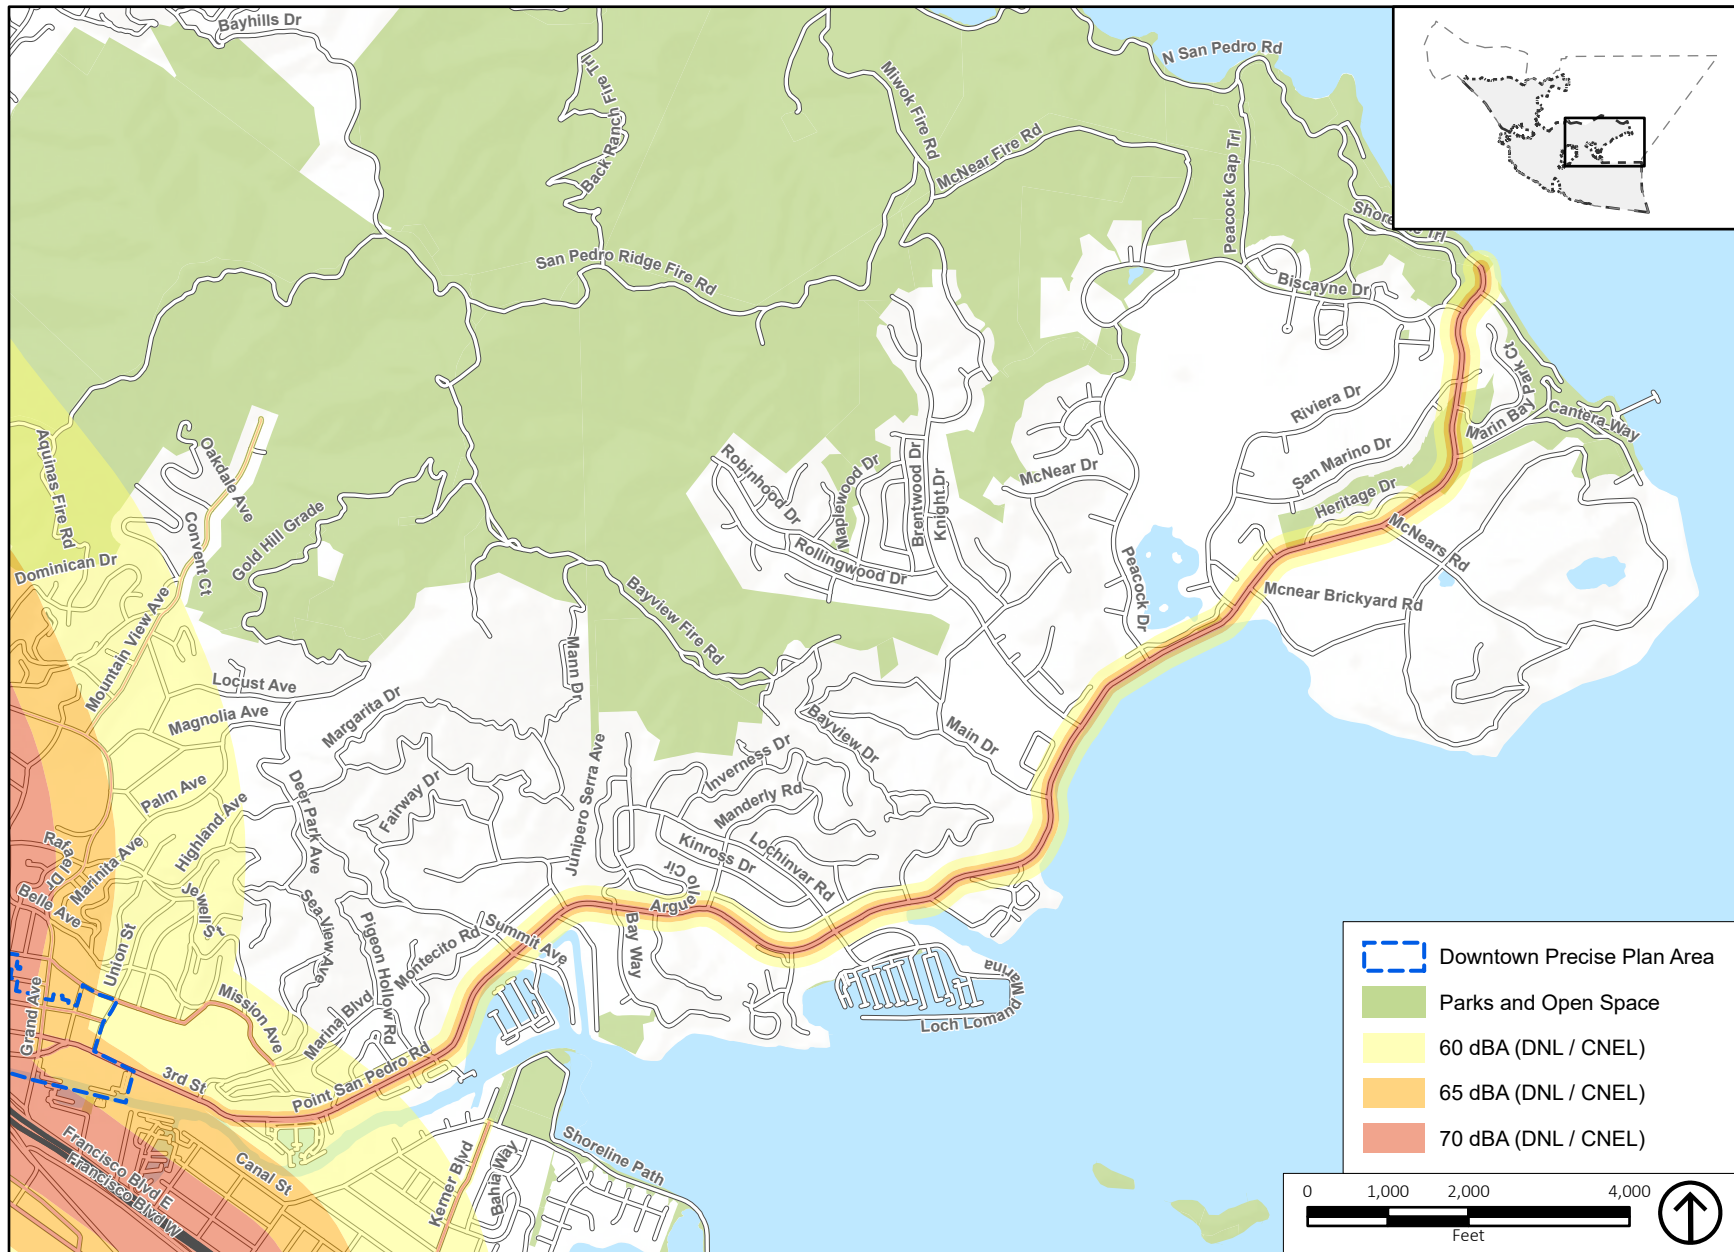 Bayhills Dr
N San Pedro Rd
Back Ranch Fire Trl
Miwok Fire Rd
McNear Fire Rd
Peacock Gap Trl
San Pedro Ridge Fire Rd
Biscayne Dr
Marin Bay Park Ct
Cantera Way
Riviera Dr
San Marino Dr
Heritage Dr
McNears Rd
Mcnear Brickyard Rd
McNear Dr
Peacock Dr
Robinhood Dr
Maplewood Dr
Brentwood Dr
Knight Dr
Rollingwood Dr
Aquinas Fire Rd
Oakdale Ave
Convent Ct
Gold Hill Grade
Dominican Dr
Mountain View Ave
Bayview Fire Rd
Mann Dr
Locust Ave
Magnolia Ave
Margarita Dr
Bayview Dr
Main Dr
Inverness Dr
Manderly Rd
Junipero Serra Ave
Fairway Dr
Deer Park Ave
Palm Ave
Highland Ave
Kinross Dr
Lochinvar Rd
Arguello Cir
Rafael Dr
Marinita Ave
Belle Ave
Jewell St
Sea View Ave
Pigeon Hollow Rd
Montecito Rd
Summit Ave
Bay Way
Union St
Mission Ave
Marina Blvd
Grand Ave
3rd St
Point San Pedro Rd
Loch Lomond Marina
Francisco Blvd E
Francisco Blvd W
Canal St
Kerner Blvd
Bahia Way
Shoreline Path
Downtown Precise Plan Area
Parks and Open Space
60 dBA (DNL / CNEL)
65 dBA (DNL / CNEL)
70 dBA (DNL / CNEL)
0 1,000 2,000 4,000
Feet